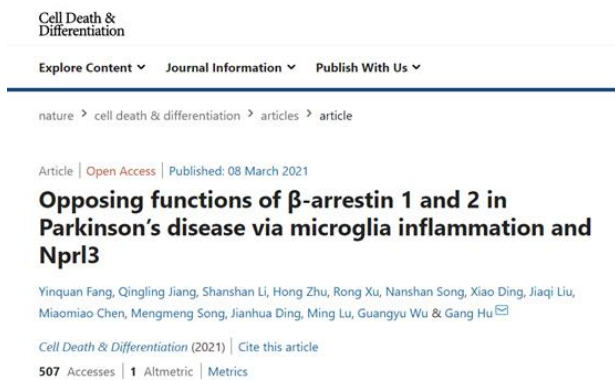 Cell Death &
Differentiation
Explore Content Journal Information Publish With Us
nature > cell death & differentiation > articles > article
Article | Open Access | Published: 08 March 2021
Opposing functions of β-arrestin 1 and 2 in
Parkinson's disease via microglia inflammation and
Nprl3
Yinquan Fang, Qingling Jiang, Shanshan Li, Hong Zhu, Rong Xu, Nanshan Song, Xiao Ding, Jiaqi Liu,
Miaomiao Chen, Mengmeng Song, Jianhua Ding, Ming Lu, Guangyu Wu & Gang Hu
Cell Death & Differentiation (2021) | Cite this article
507 Accesses | 1 Altmetric | Metrics